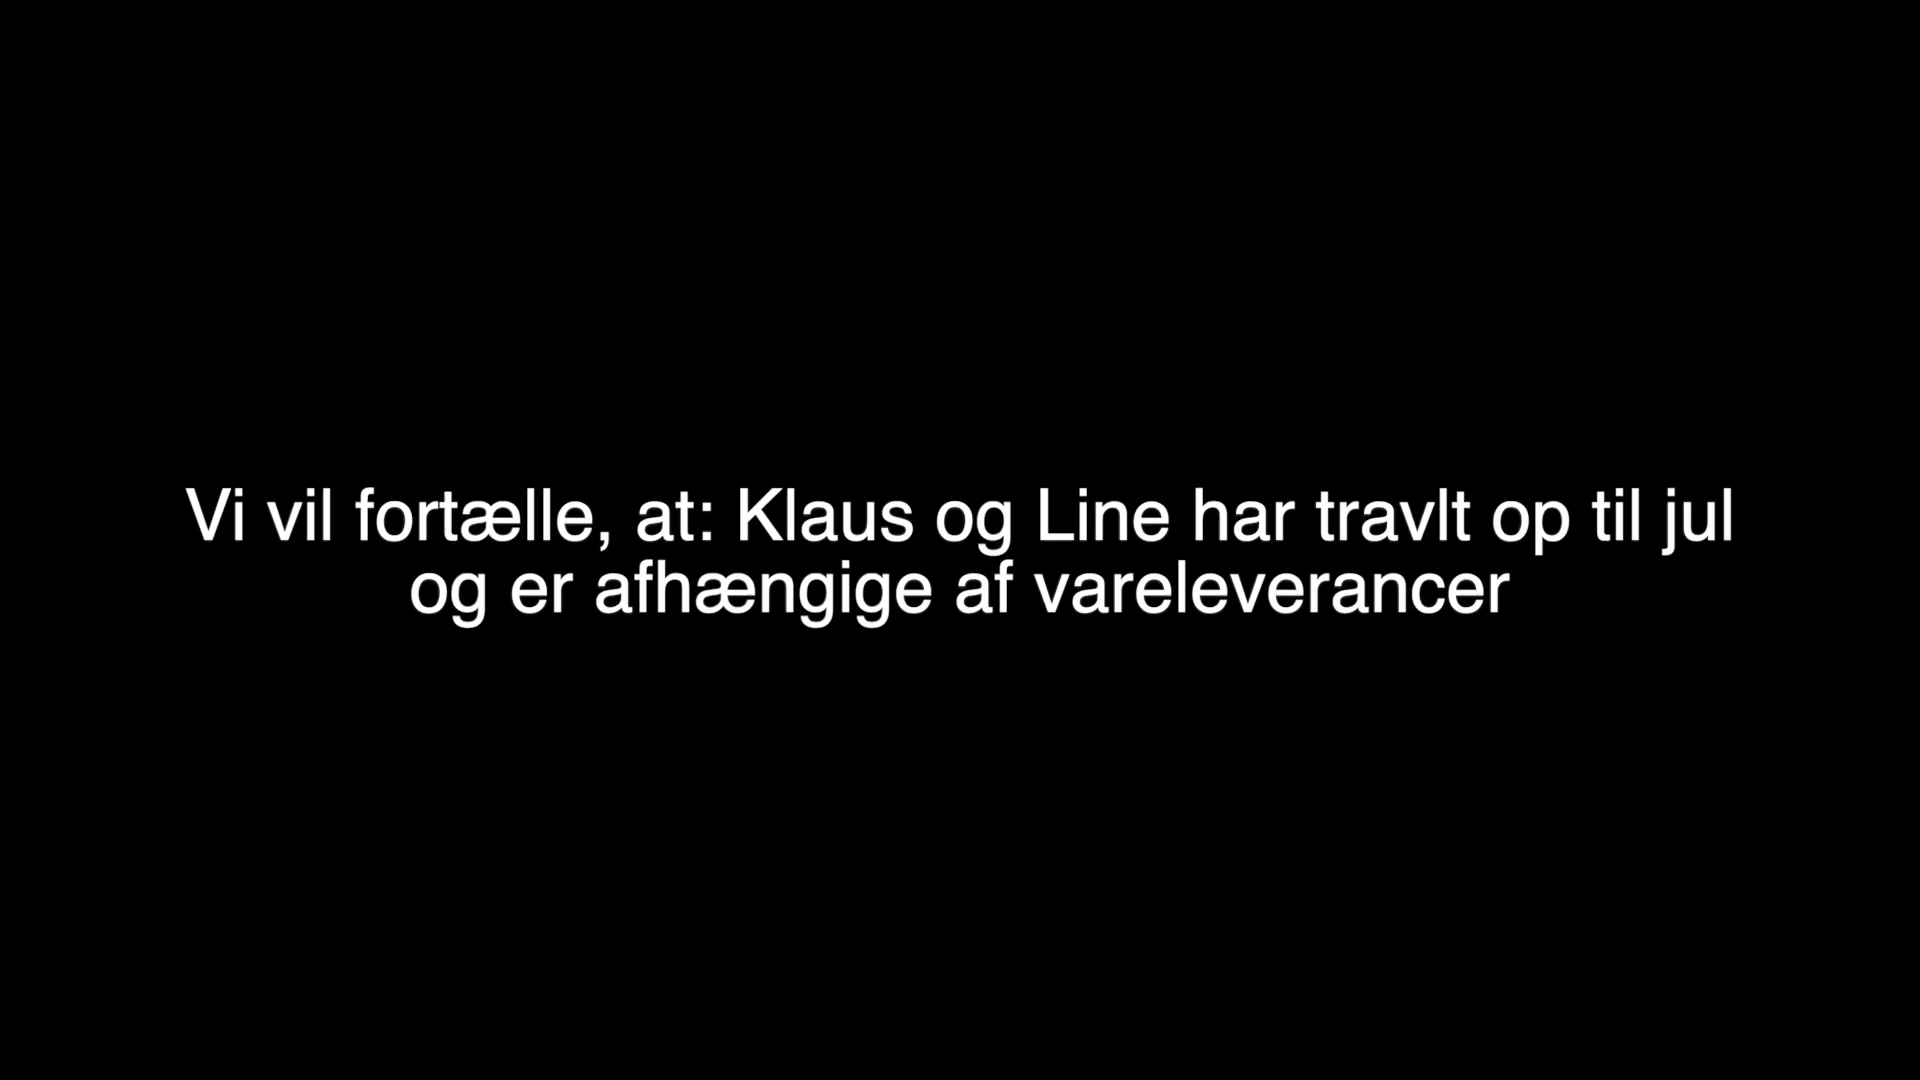 Vi vil fortælle, at: Klaus og Line har travlt op til jul
og er afhængige af vareleverancer